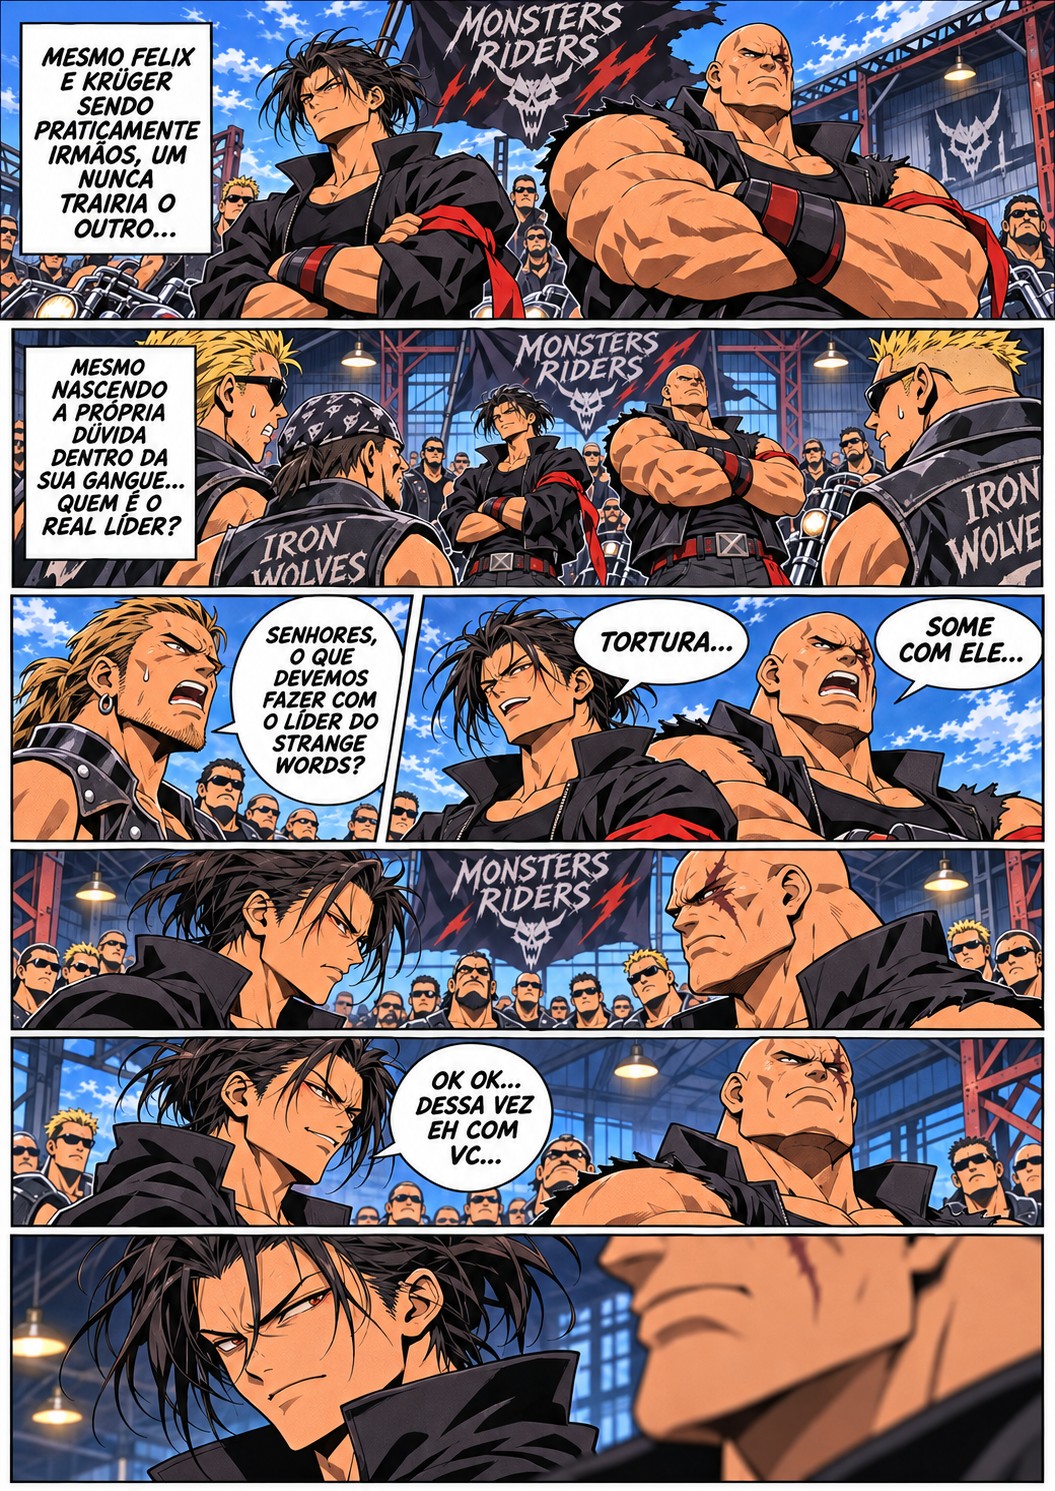 MESMO FELIX
E KRÜGER
SENDO
PRATICAMENTE
IRMÃOS, UM
NUNCA
TRAIRIA O
OUTRO...
MONSTERS
RIDERS
MESMO
NASCENDO
A PRÓPRIA
DÜVIDA
DENTRO DA
SUA GANGUE...
QUEM É O
REAL LÍDER?
MONSTERS
RIDERS
IRON
WOLVES
IRON
WOLVE
SENHORES,
O QUE
DEVEMOS
FAZER COM
O LÍDER DO
STRANGE
WORDS?
TORTURA...
SOME
COM ELE...
MONSTERS
RIDERS
OK OK...
DESSA VEZ
EH COM
VC...